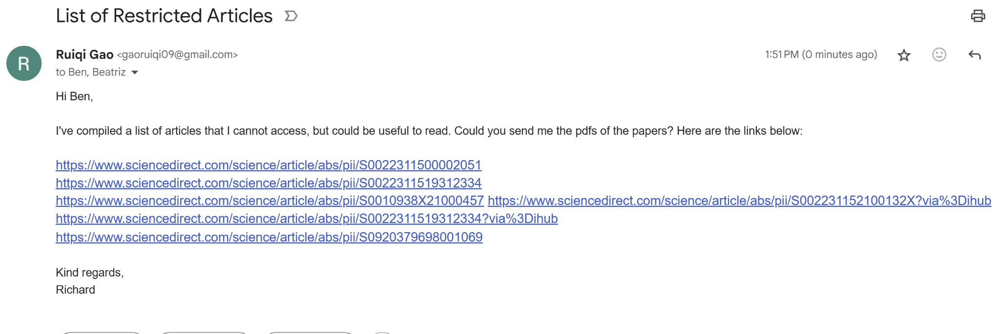 List of Restricted Articles
R
Ruiqi Gao <gaoruiqi09@gmail.com>
1:51 PM (0 minutes ago)
to Ben, Beatriz
Hi Ben,
I've compiled a list of articles that I cannot access, but could be useful to read. Could you send me the pdfs of the papers? Here are the links below:
https://www.sciencedirect.com/science/article/abs/pii/S0022311500002051
https://www.sciencedirect.com/science/article/abs/pii/S0022311519312334
https://www.sciencedirect.com/science/article/abs/pii/S0010938X21000457 https://www.sciencedirect.com/science/article/abs/pii/S002231152100132X?via%3Dihub
https://www.sciencedirect.com/science/article/abs/pii/S0022311519312334?via%3Dihub
https://www.sciencedirect.com/science/article/abs/pii/S0920379698001069
Kind regards,
Richard